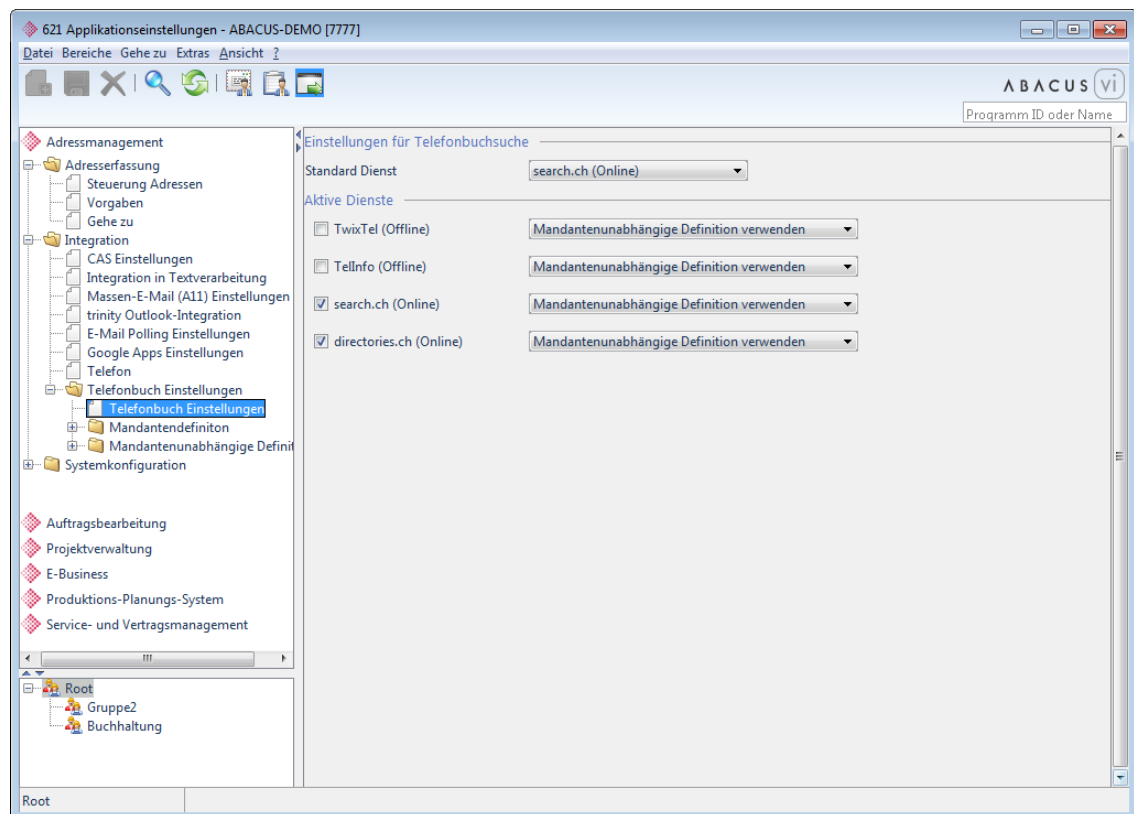 621 Applikationseinstellungen - ABACUS-DEMO [7777]
Datei Bereiche Gehe zu Extras Ansicht ?
ABACUS vi
Programm ID oder Name
Adressmanagement
Adresserfassung
Steuerung Adressen
Vorgaben
Gehe zu
Integration
CAS Einstellungen
Integration in Textverarbeitung
Massen-E-Mail (A11) Einstellungen
trinity Outlook-Integration
E-Mail Polling Einstellungen
Google Apps Einstellungen
Telefon
Telefonbuch Einstellungen
Telefonbuch Einstellungen
Mandantendefiniton
Mandantenunabhängige Definit
Systemkonfiguration
Auftragsbearbeitung
Projektverwaltung
E-Business
Produktions-Planungs-System
Service- und Vertragsmanagement
Root
Gruppe2
Buchhaltung
Einstellungen für Telefonbuchsuche
Standard Dienst search.ch (Online)
Aktive Dienste
TwixTel (Offline) Mandantenunabhängige Definition verwenden
TelInfo (Offline) Mandantenunabhängige Definition verwenden
search.ch (Online) Mandantenunabhängige Definition verwenden
directories.ch (Online) Mandantenunabhängige Definition verwenden
Root